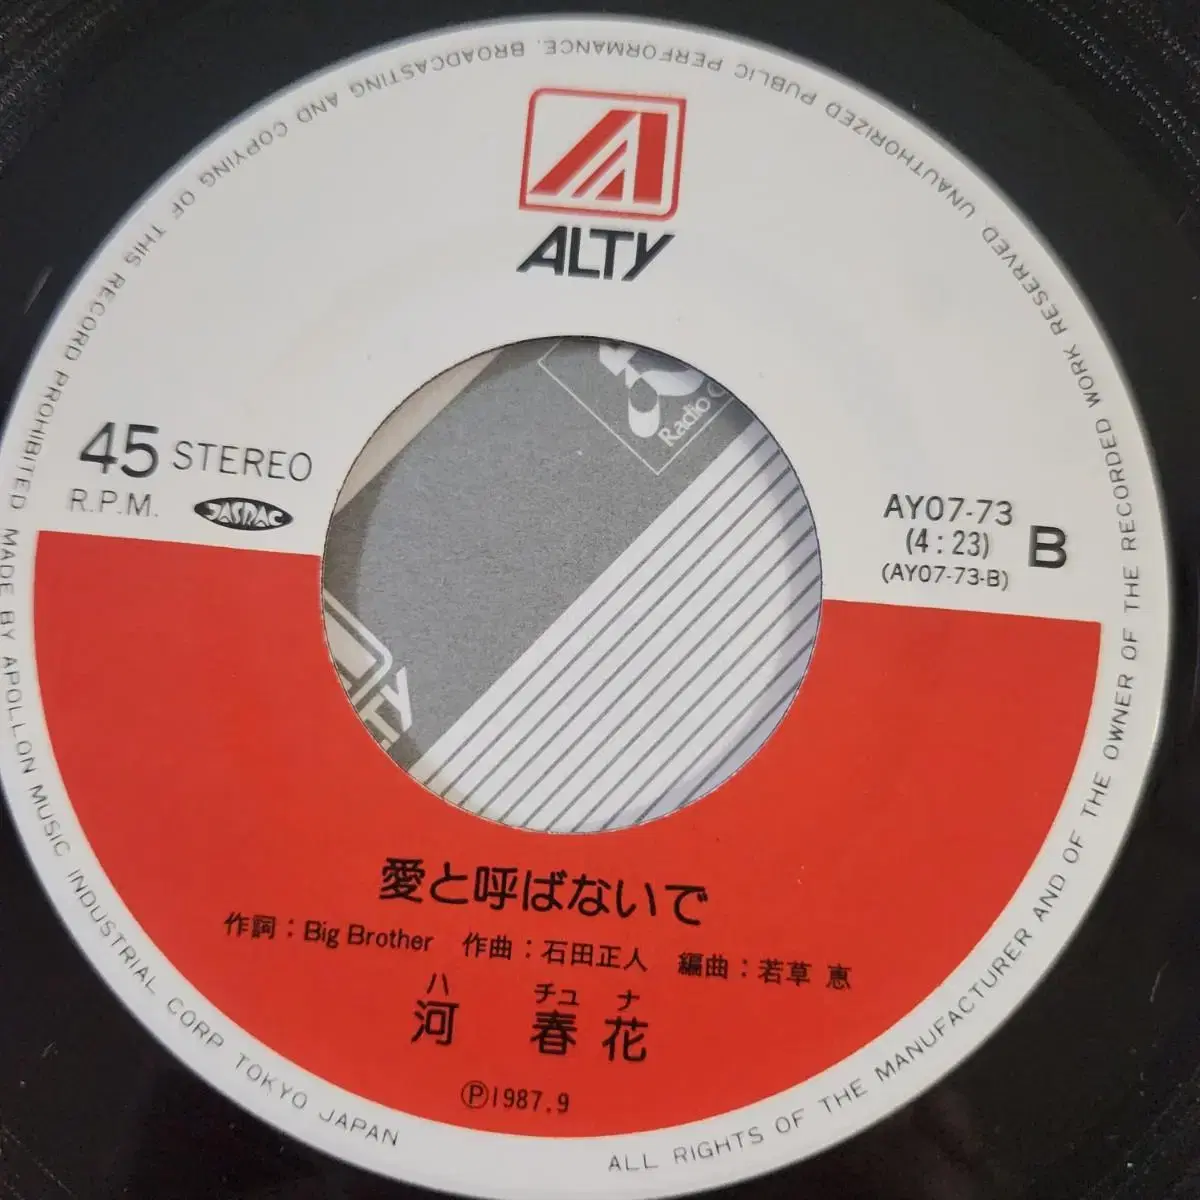 ALTY
45 STEREO
R.P.M.
JASRAC
AY07-73
(4:23)
(AY07-73-B)
B
愛と呼ばないで
作詞:Big Brother 作曲:石田正人 編曲:若草 恵
ハ チュ ナ
河 春 花
Ⓟ1987.9
ALL RIGHTS OF THE MANUFACTURER AND OF THE OWNER OF THE RECORDED WORK RESERVED. UNAUTHORIZED PUBLIC PERFORMANCE. BROADCASTING AND COPYING OF THIS RECORD PROHIBITED MADE BY APOLLON MUSIC INDUSTRIAL CORP TOKYO JAPAN
Radio